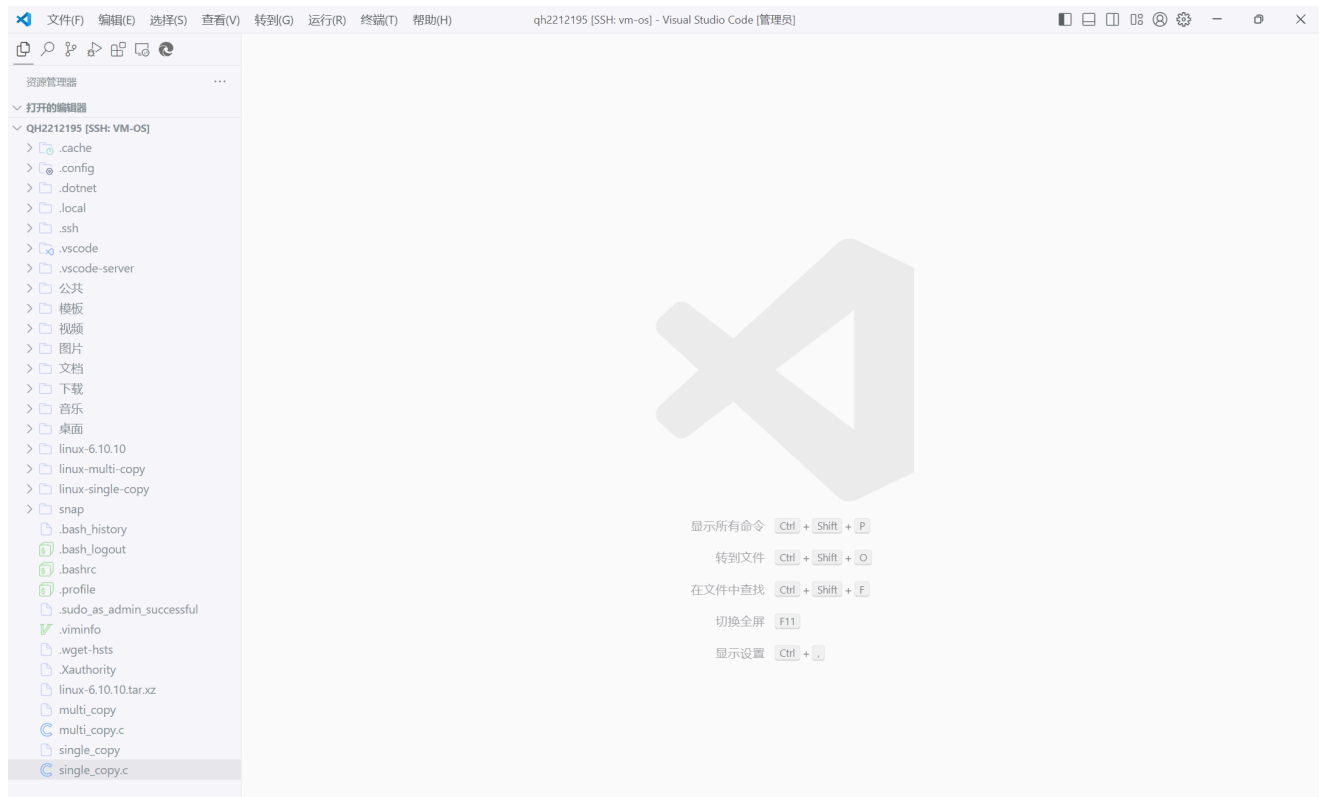 文件(F) 编辑(E) 选择(S) 查看(V) 转到(G) 运行(R) 终端(T) 帮助(H) qh2212195 [SSH: vm-os] - Visual Studio Code [管理员]
资源管理器 ···
打开的编辑器
QH2212195 [SSH: VM-OS]
.cache
.config
.dotnet
.local
.ssh
.vscode
.vscode-server
公共
模板
视频
图片
文档
下载
音乐
桌面
linux-6.10.10
linux-multi-copy
linux-single-copy
snap
.bash_history
.bash_logout
.bashrc
.profile
.sudo_as_admin_successful
.viminfo
.wget-hsts
.Xauthority
linux-6.10.10.tar.xz
multi_copy
multi_copy.c
single_copy
single_copy.c
显示所有命令 Ctrl + Shift + P
转到文件 Ctrl + Shift + O
在文件中查找 Ctrl + Shift + F
切换全屏 F11
显示设置 Ctrl + ,